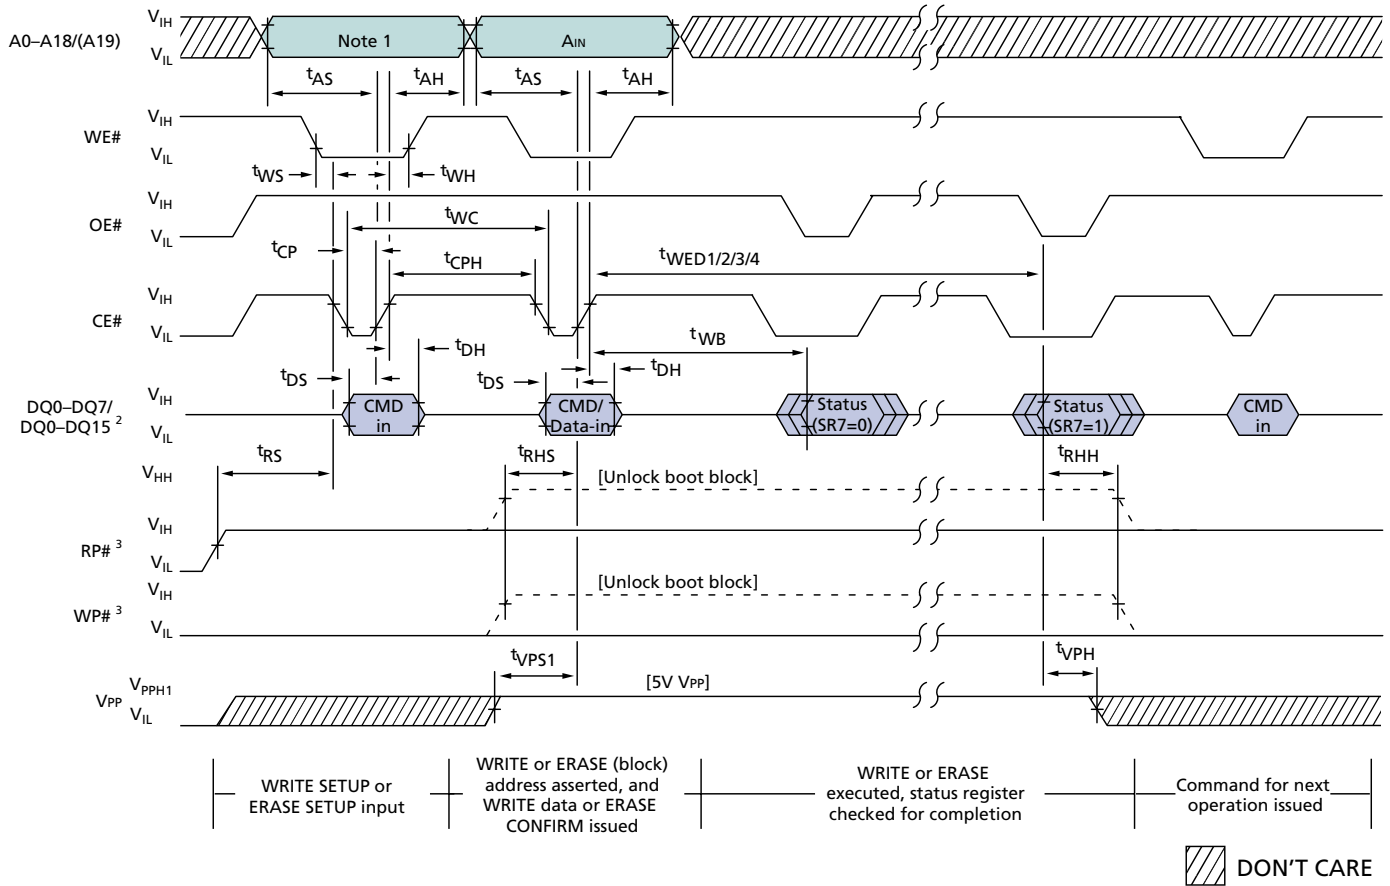 A0–A18/(A19)
VIH
VIL
Note 1
AIN
tAS
tAH
tAS
tAH
WE#
VIH
VIL
tWS
tWH
OE#
VIH
VIL
tWC
tCP
tCPH
tWED1/2/3/4
CE#
VIH
VIL
tWB
tDH
tDH
tDS
tDS
DQ0–DQ7/
DQ0–DQ15 2
VIH
VIL
CMD
in
CMD/
Data-in
Status
(SR7=0)
Status
(SR7=1)
CMD
in
tRS
tRHS
tRHH
VHH
[Unlock boot block]
RP# 3
VIH
VIL
WP# 3
VIH
VIL
[Unlock boot block]
tVPS1
tVPH
VPP
VPPH1
VIL
[5V VPP]
WRITE SETUP or
ERASE SETUP input
WRITE or ERASE (block)
address asserted, and
WRITE data or ERASE
CONFIRM issued
WRITE or ERASE
executed, status register
checked for completion
Command for next
operation issued
DON'T CARE